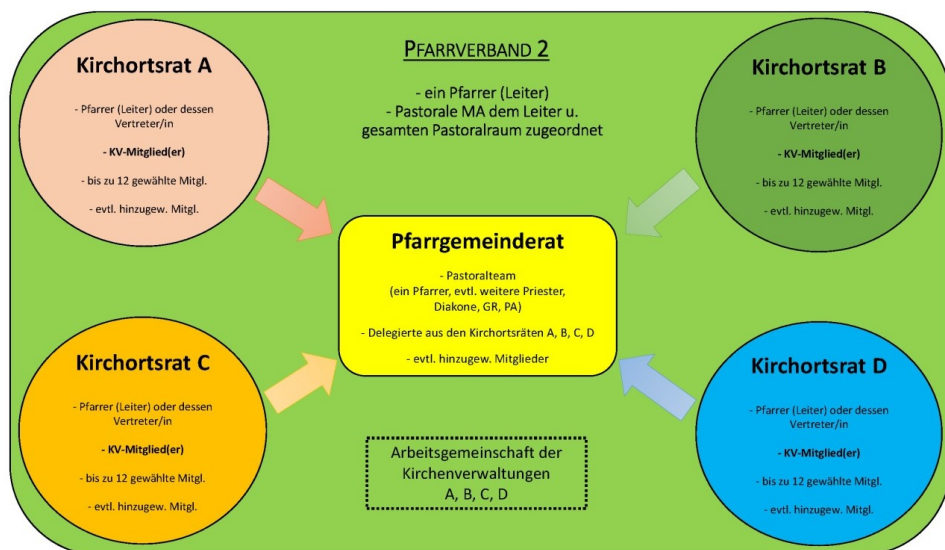 Kirchortsrat A
- Pfarrer (Leiter) oder dessen
Vertreter/in
- KV-Mitglied(er)
- bis zu 12 gewählte Mitgl.
- evtl. hinzugew. Mitgl.
PFARRVERBAND 2
- ein Pfarrer (Leiter)
- Pastorale MA dem Leiter u.
gesamten Pastoralraum zugeordnet
Kirchortsrat B
- Pfarrer (Leiter) oder dessen
Vertreter/in
- KV-Mitglied(er)
- bis zu 12 gewählte Mitgl.
- evtl. hinzugew. Mitgl.
Pfarrgemeinderat
- Pastoralteam
(ein Pfarrer, evtl. weitere Priester,
Diakone, GR, PA)
- Delegierte aus den Kirchortsräten A, B, C, D
- evtl. hinzugew. Mitglieder
Kirchortsrat C
- Pfarrer (Leiter) oder dessen
Vertreter/in
- KV-Mitglied(er)
- bis zu 12 gewählte Mitgl.
- evtl. hinzugew. Mitgl.
Arbeitsgemeinschaft der
Kirchenverwaltungen
A, B, C, D
Kirchortsrat D
- Pfarrer (Leiter) oder dessen
Vertreter/in
- KV-Mitglied(er)
- bis zu 12 gewählte Mitgl.
- evtl. hinzugew. Mitgl.